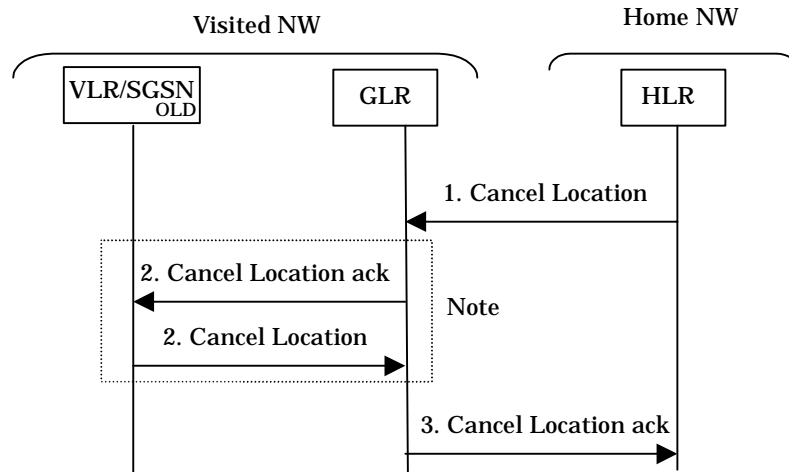 Visited NW
Home NW
VLR/SGSN
OLD
GLR
HLR
1. Cancel Location
2. Cancel Location ack
Note
2. Cancel Location
3. Cancel Location ack